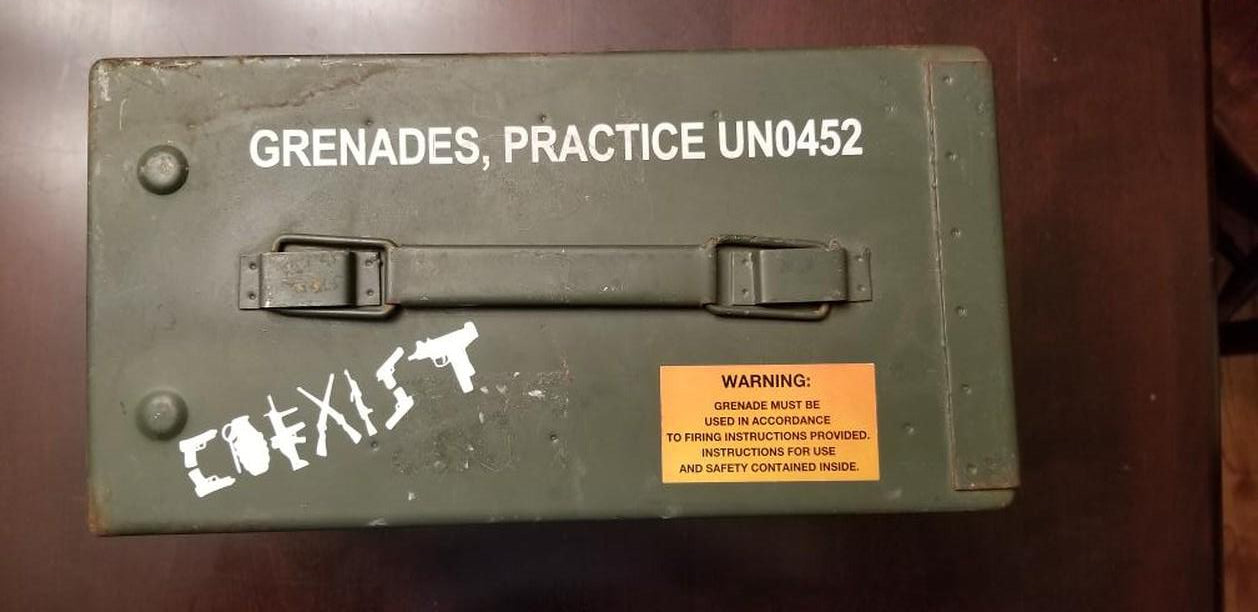 GRENADES, PRACTICE UN0452
COEXIST
WARNING:
GRENADE MUST BE
USED IN ACCORDANCE
TO FIRING INSTRUCTIONS PROVIDED.
INSTRUCTIONS FOR USE
AND SAFETY CONTAINED INSIDE.